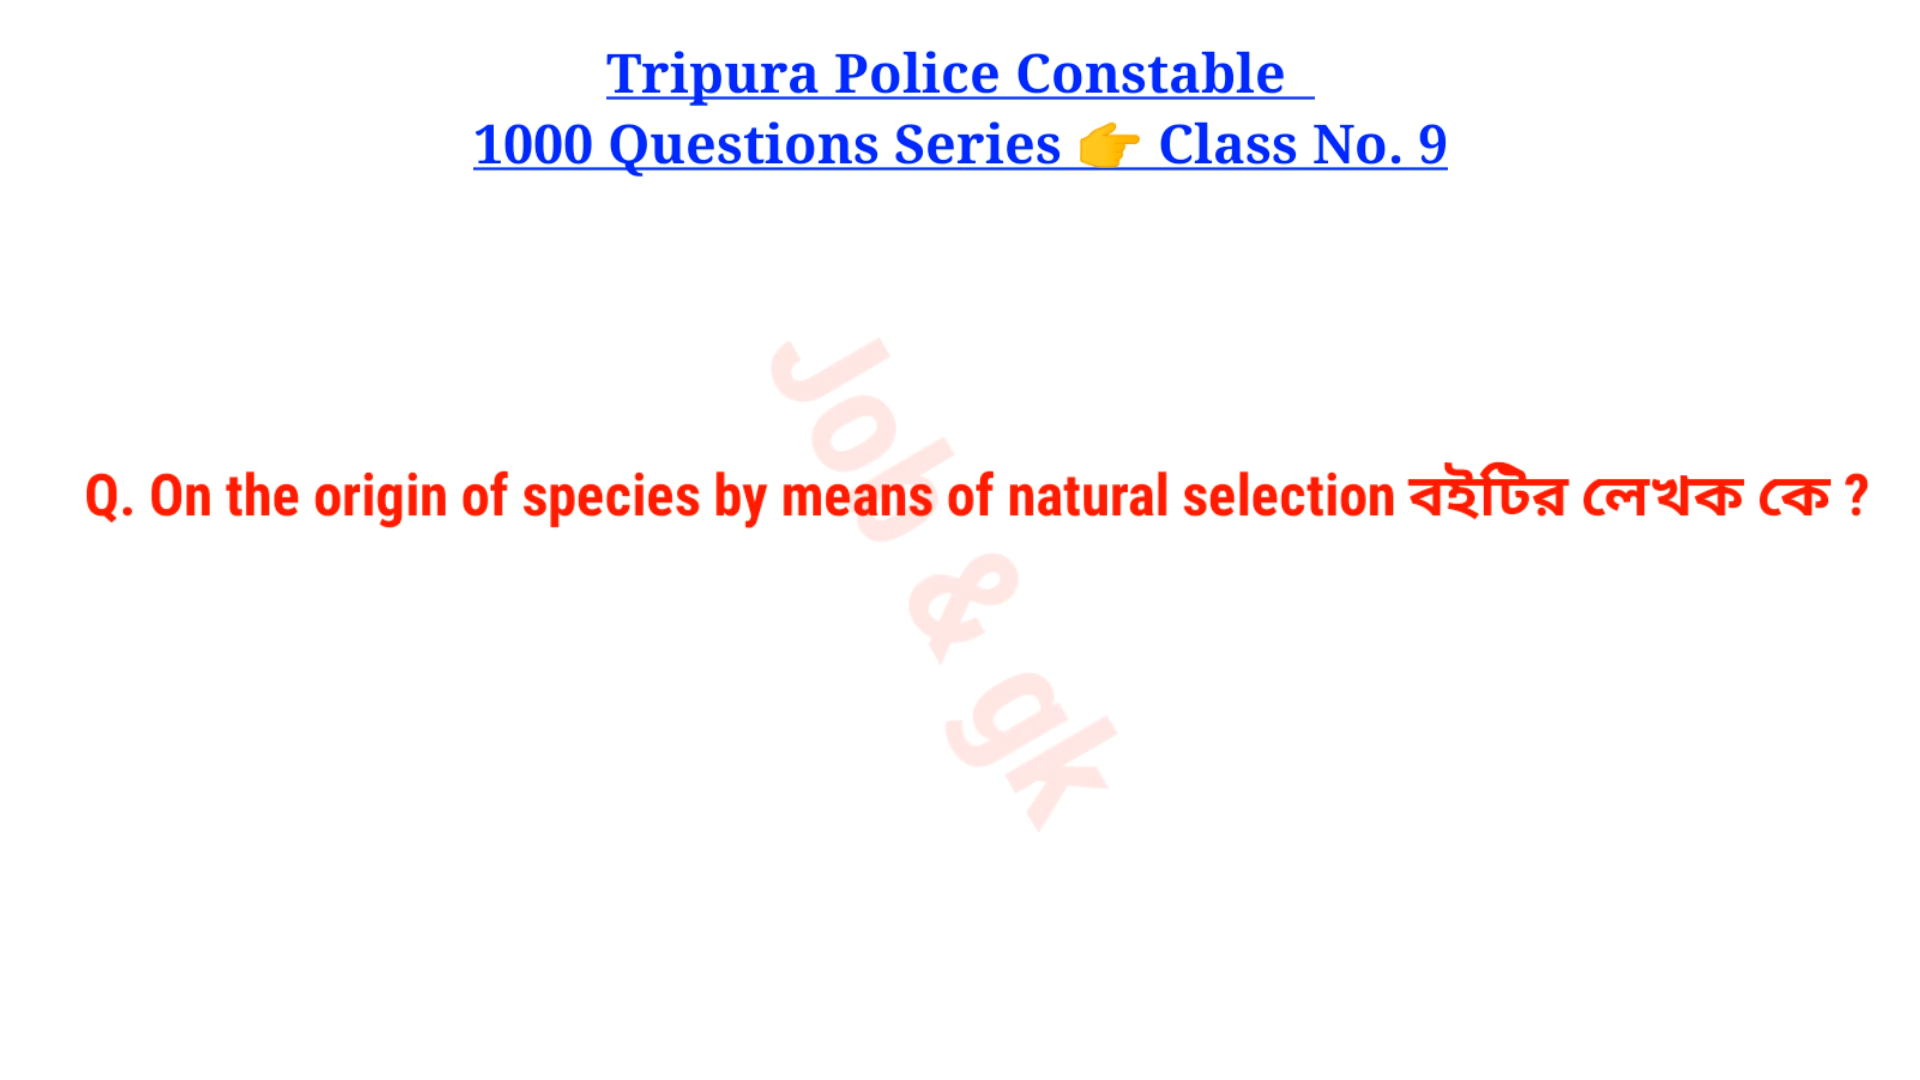 Tripura Police Constable
1000 Questions Series 👉 Class No. 9
Q. On the origin of species by means of natural selection বইটির লেখক কে ?
Job & gk